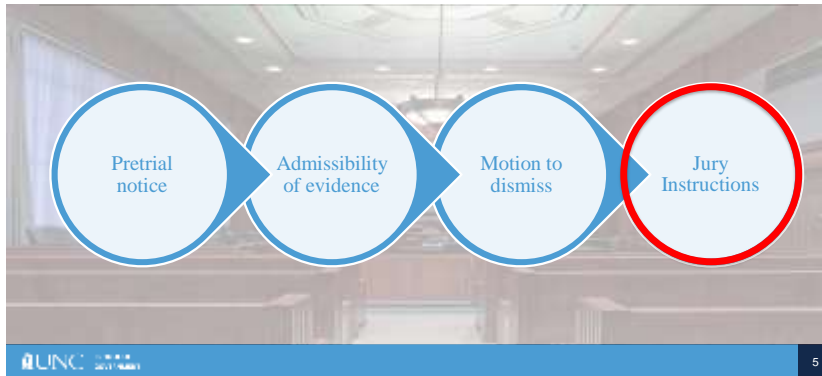 Pretrial
notice
Admissibility
of evidence
Motion to
dismiss
Jury
Instructions
UNC
5